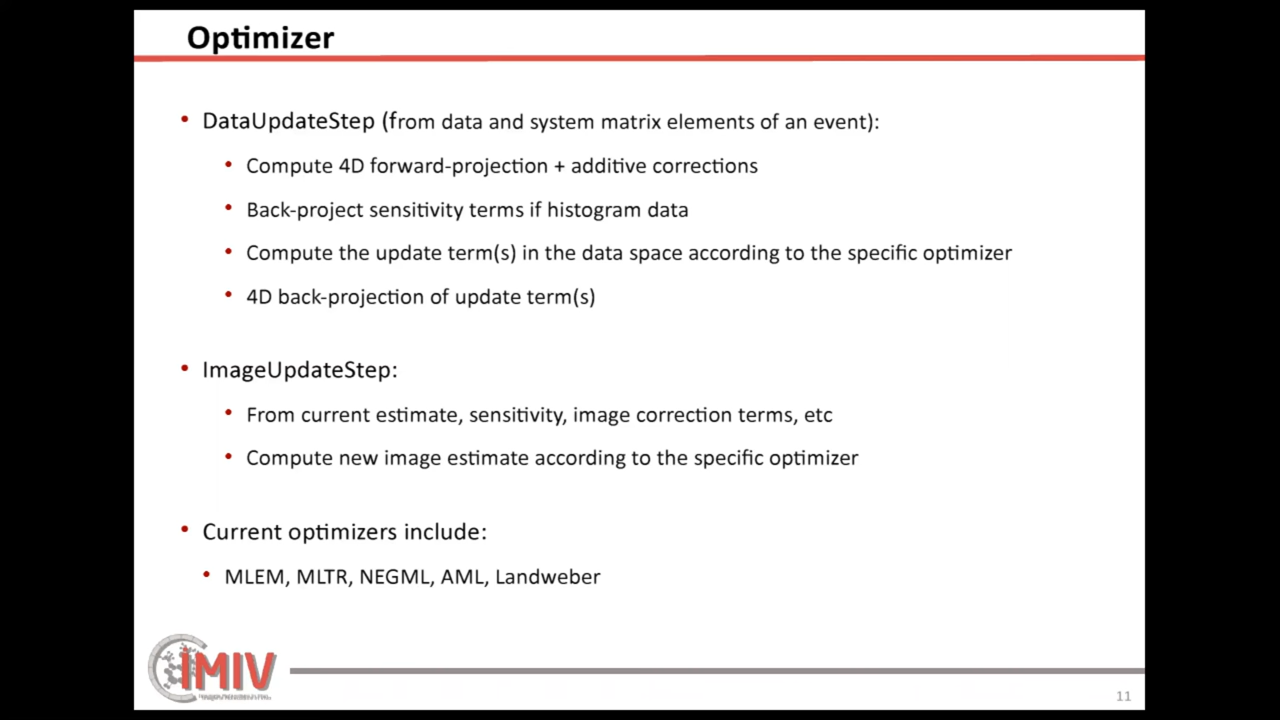 Optimizer
• DataUpdateStep (from data and system matrix elements of an event):
• Compute 4D forward-projection + additive corrections
• Back-project sensitivity terms if histogram data
• Compute the update term(s) in the data space according to the specific optimizer
• 4D back-projection of update term(s)
• ImageUpdateStep:
• From current estimate, sensitivity, image correction terms, etc
• Compute new image estimate according to the specific optimizer
• Current optimizers include:
• MLEM, MLTR, NEGML, AML, Landweber
IMIV
11